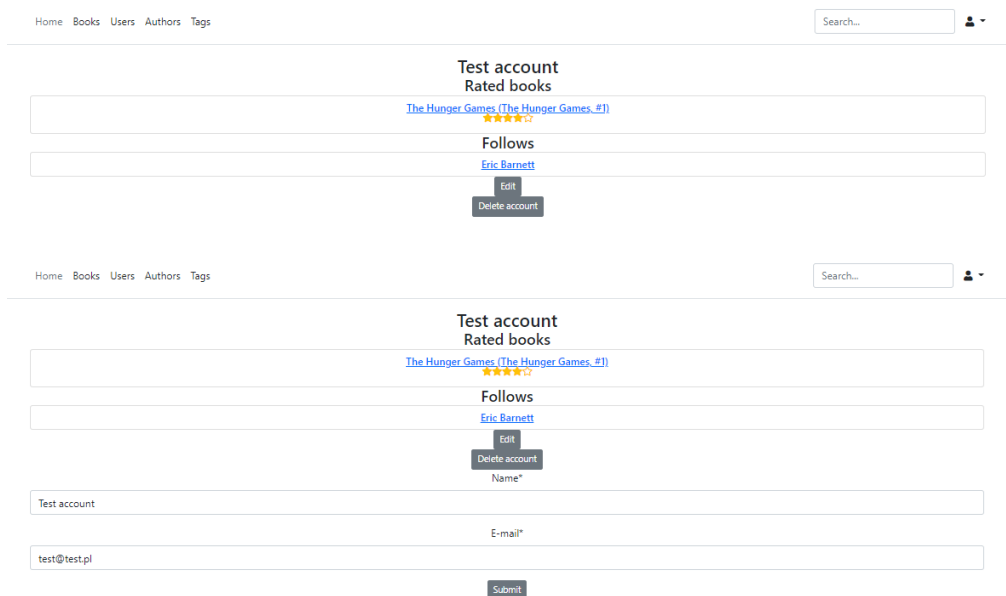 Home Books Users Authors Tags Search...
Test account
Rated books
The Hunger Games (The Hunger Games, #1)
Follows
Eric Barnett
Edit
Delete account
Home Books Users Authors Tags Search...
Test account
Rated books
The Hunger Games (The Hunger Games, #1)
Follows
Eric Barnett
Edit
Delete account
Name*
Test account
E-mail*
test@test.pl
Submit